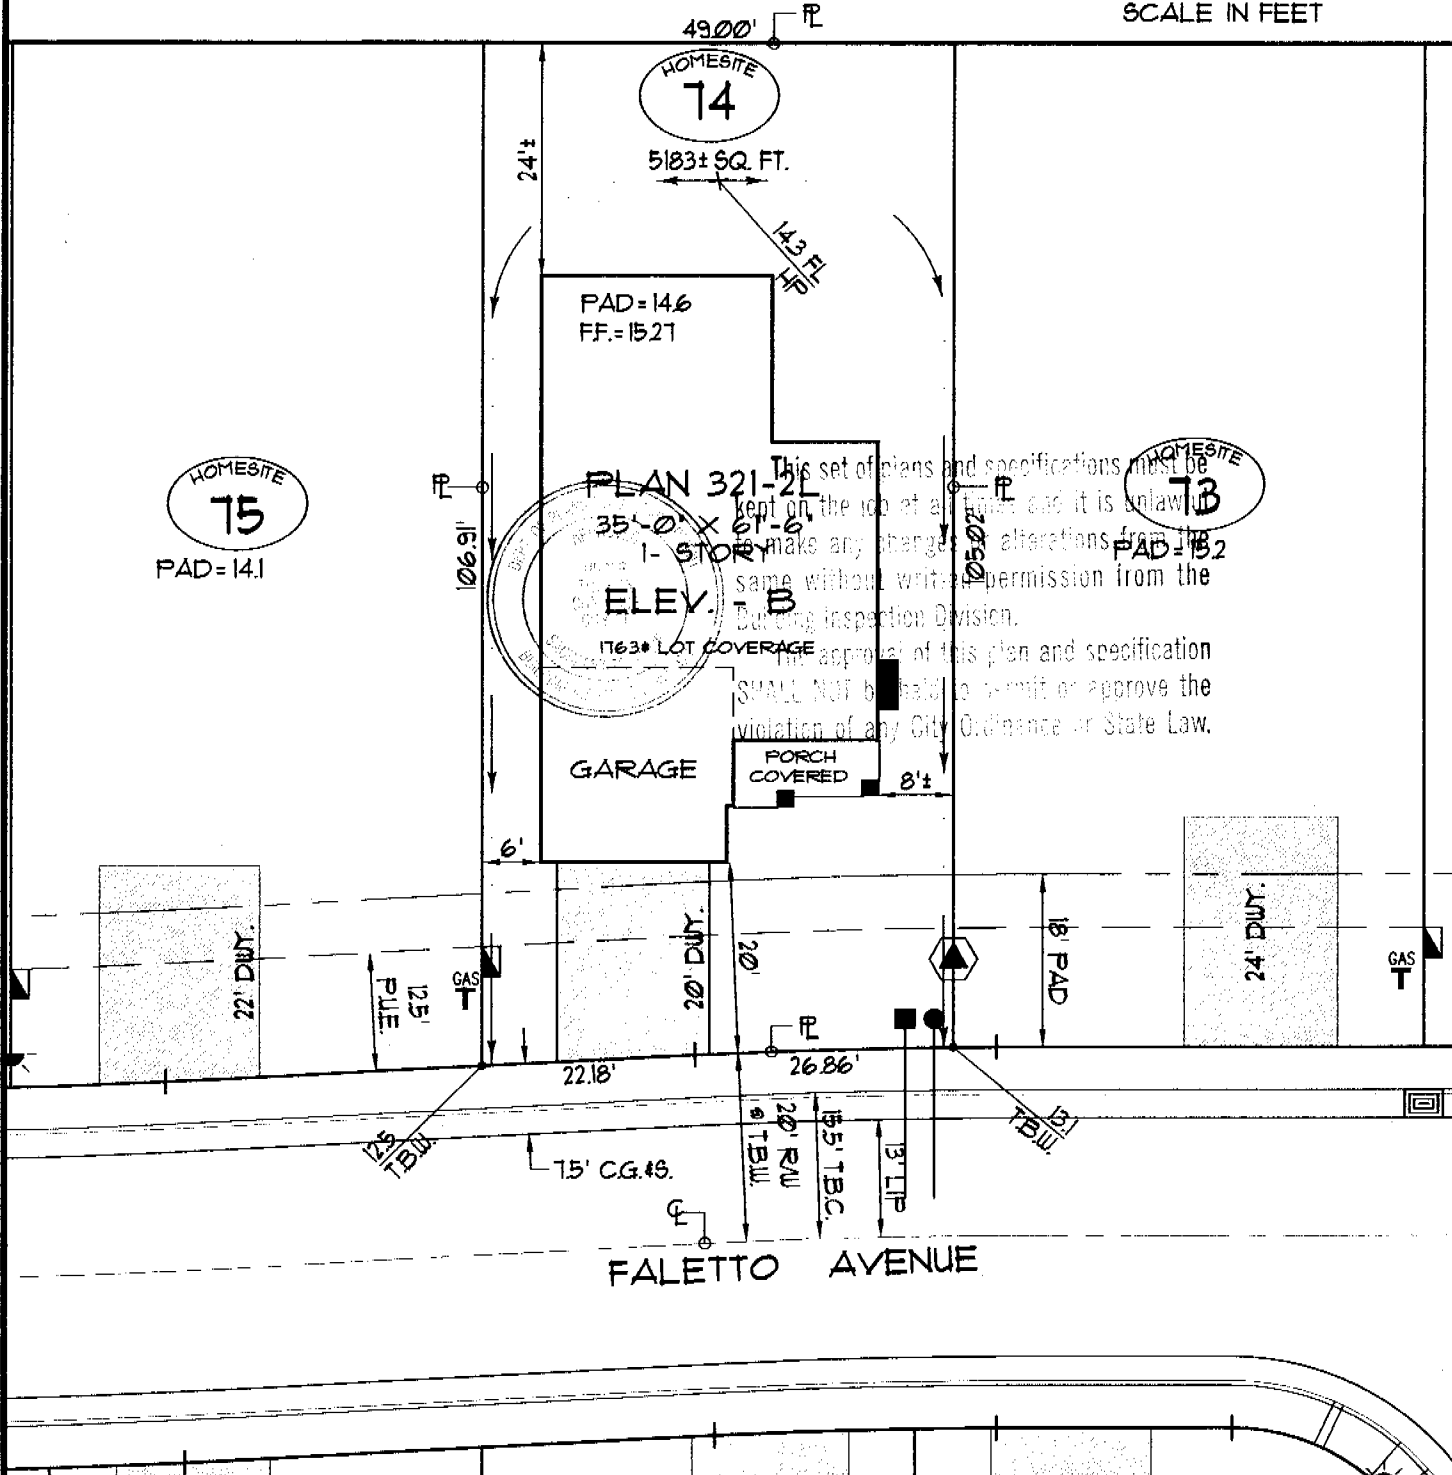 SCALE IN FEET
PL
49.00'
HOMESITE
74
24'±
5183± SQ. FT.
14.3 FL
HP
PAD=14.6
F.F.=15.27
HOMESITE
75
PAD=14.1
PL
106.91'
PLAN 321-2L
35'-0" X 61'-6"
1- STORY
ELEV. - B
1763# LOT COVERAGE
PL
105.02'
HOMESITE
73
PAD=15.2
This set of plans and specifications must be
kept on the job at all times and it is unlawful
to make any changes or alterations from the
same without written permission from the
Building Inspection Division.
The approval of this plan and specification
SHALL NOT be held to permit or approve the
violation of any City Ordinance or State Law.
GARAGE
PORCH
COVERED
8'±
6'
22' DWY.
12.5'
P.U.E.
GAS
20' DWY.
20'
18' PAD
24' DWY.
GAS
PL
22.18'
26.86'
12.5
T.B.W.
13.1
T.B.W.
7.5' C.G.&S.
20' R/W
@ T.B.W.
15.5' T.B.C.
13' LIP
CL
FALETTO AVENUE